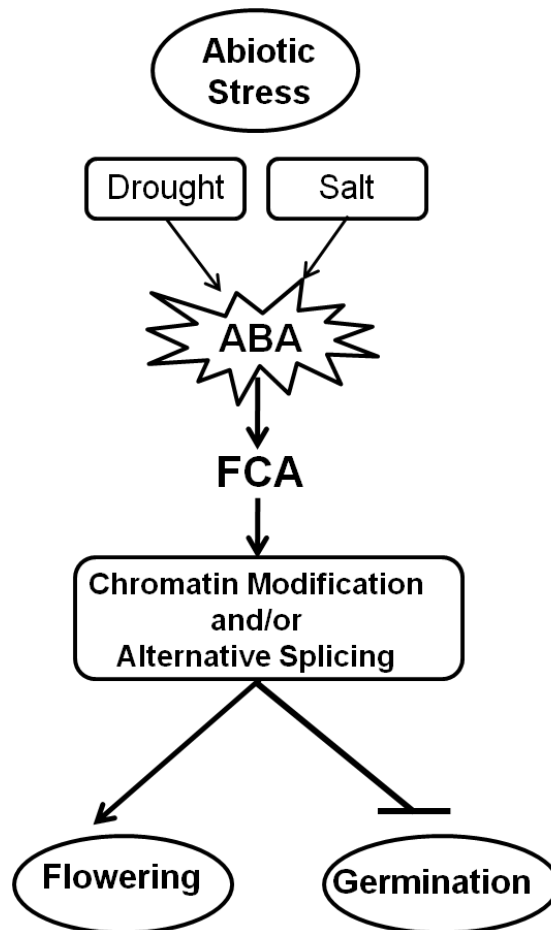 Abiotic
Stress
Drought
Salt
ABA
FCA
Chromatin Modification
and/or
Alternative Splicing
Flowering
Germination